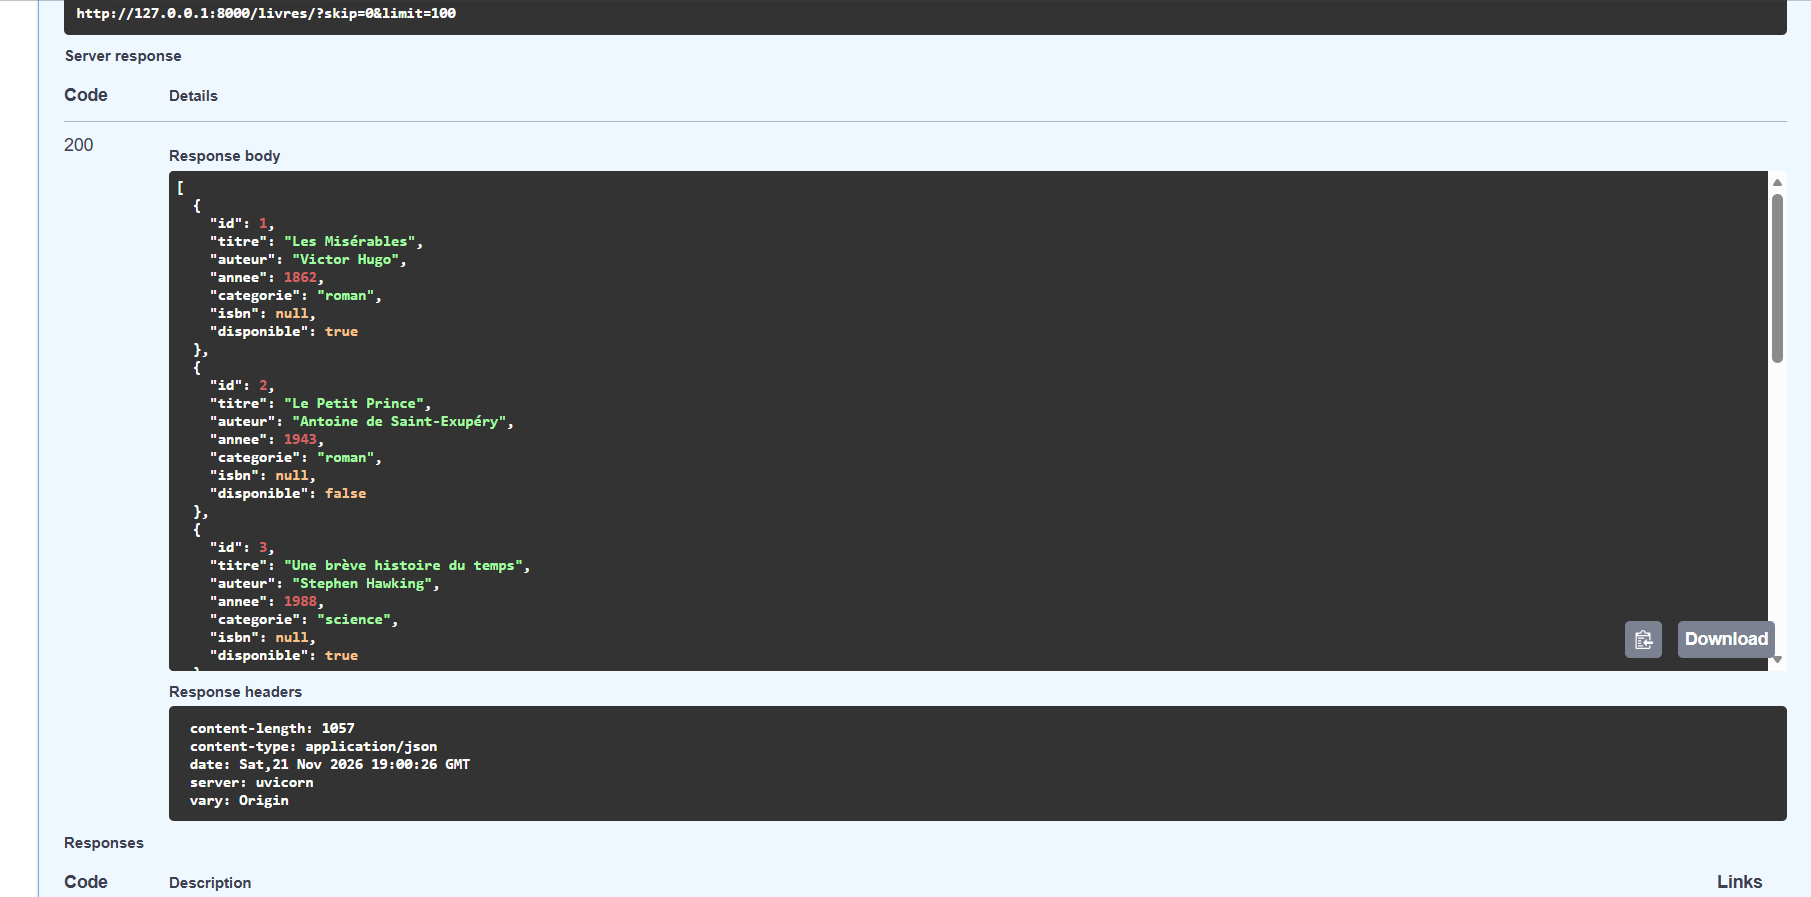 http://127.0.0.1:8000/livres/?skip=0&limit=100
Server response
Code Details
200
Response body
[
  {
    "id": 1,
    "titre": "Les Misérables",
    "auteur": "Victor Hugo",
    "annee": 1862,
    "categorie": "roman",
    "isbn": null,
    "disponible": true
  },
  {
    "id": 2,
    "titre": "Le Petit Prince",
    "auteur": "Antoine de Saint-Exupéry",
    "annee": 1943,
    "categorie": "roman",
    "isbn": null,
    "disponible": false
  },
  {
    "id": 3,
    "titre": "Une brève histoire du temps",
    "auteur": "Stephen Hawking",
    "annee": 1988,
    "categorie": "science",
    "isbn": null,
    "disponible": true
Download
Response headers
content-length: 1057
content-type: application/json
date: Sat,21 Nov 2026 19:00:26 GMT
server: uvicorn
vary: Origin
Responses
Code Description Links